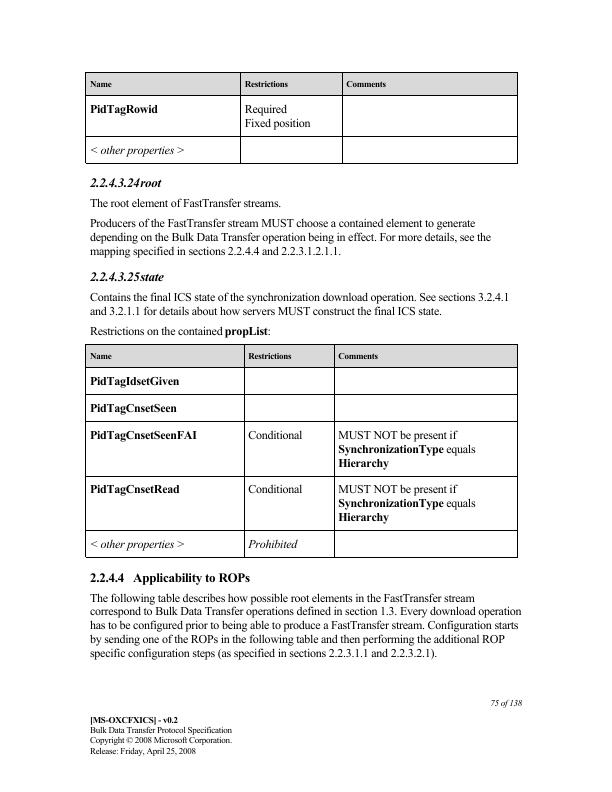 Name Restrictions Comments
PidTagRowid Required
Fixed position
< other properties >
2.2.4.3.24root
The root element of FastTransfer streams.
Producers of the FastTransfer stream MUST choose a contained element to generate
depending on the Bulk Data Transfer operation being in effect. For more details, see the
mapping specified in sections 2.2.4.4 and 2.2.3.1.2.1.1.
2.2.4.3.25state
Contains the final ICS state of the synchronization download operation. See sections 3.2.4.1
and 3.2.1.1 for details about how servers MUST construct the final ICS state.
Restrictions on the contained propList:
Name Restrictions Comments
PidTagIdsetGiven
PidTagCnsetSeen
PidTagCnsetSeenFAI Conditional MUST NOT be present if
SynchronizationType equals
Hierarchy
PidTagCnsetRead Conditional MUST NOT be present if
SynchronizationType equals
Hierarchy
< other properties > Prohibited
2.2.4.4 Applicability to ROPs
The following table describes how possible root elements in the FastTransfer stream
correspond to Bulk Data Transfer operations defined in section 1.3. Every download operation
has to be configured prior to being able to produce a FastTransfer stream. Configuration starts
by sending one of the ROPs in the following table and then performing the additional ROP
specific configuration steps (as specified in sections 2.2.3.1.1 and 2.2.3.2.1).
75 of 138
[MS-OXCFXICS] - v0.2
Bulk Data Transfer Protocol Specification
Copyright © 2008 Microsoft Corporation.
Release: Friday, April 25, 2008